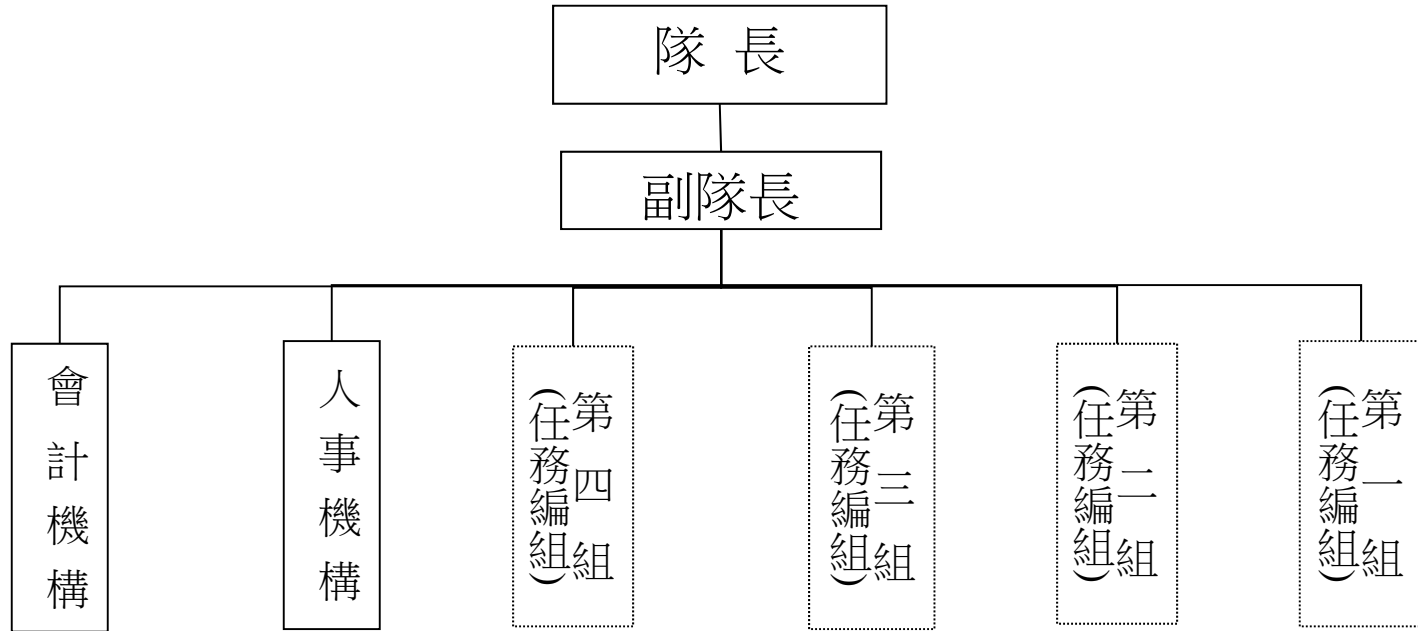 隊 長
副隊長
第一組
(任務編組)
第二組
(任務編組)
第三組
(任務編組)
第四組
(任務編組)
人事機構
會計機構